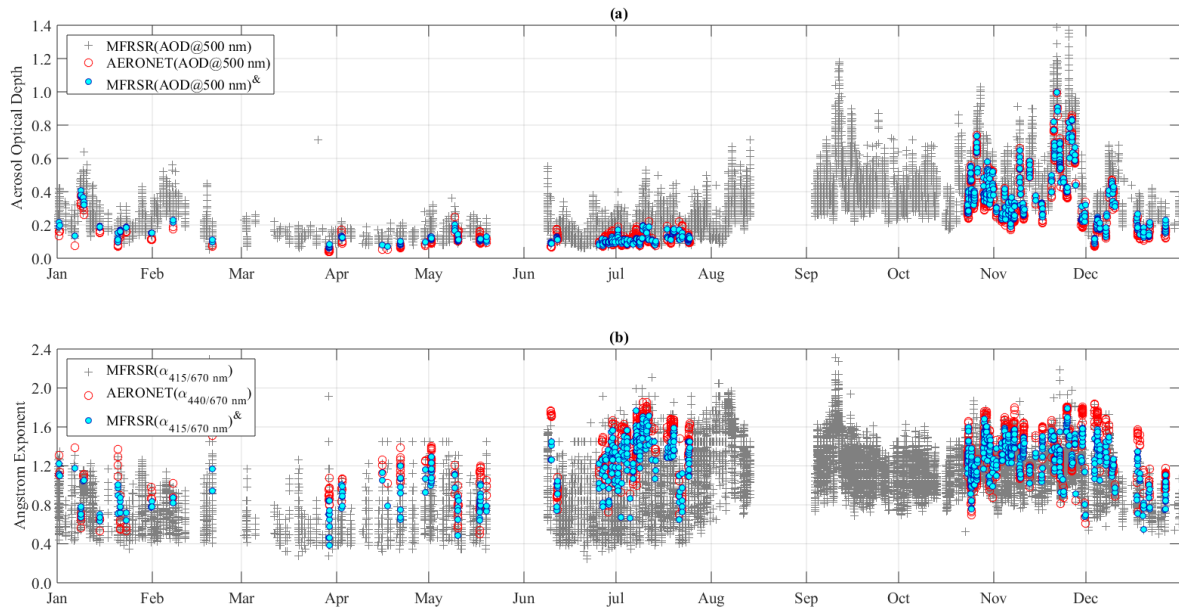 (a)
1.4
1.2
1.0
0.8
0.6
0.4
0.2
0.0
Aerosol Optical Depth
MFRSR(AOD@500 nm)
AERONET(AOD@500 nm)
MFRSR(AOD@500 nm)&
Jan Feb Mar Apr May Jun jul Aug Sep Oct Nov Dec
(b)
2.4
2.0
1.6
1.2
0.8
0.4
0.0
Angstrom Exponent
MFRSR(α415/670 nm)
AERONET(α440/670 nm)
MFRSR(α415/670 nm)&
Jan Feb Mar Apr May Jun jul Aug Sep Oct Nov Dec